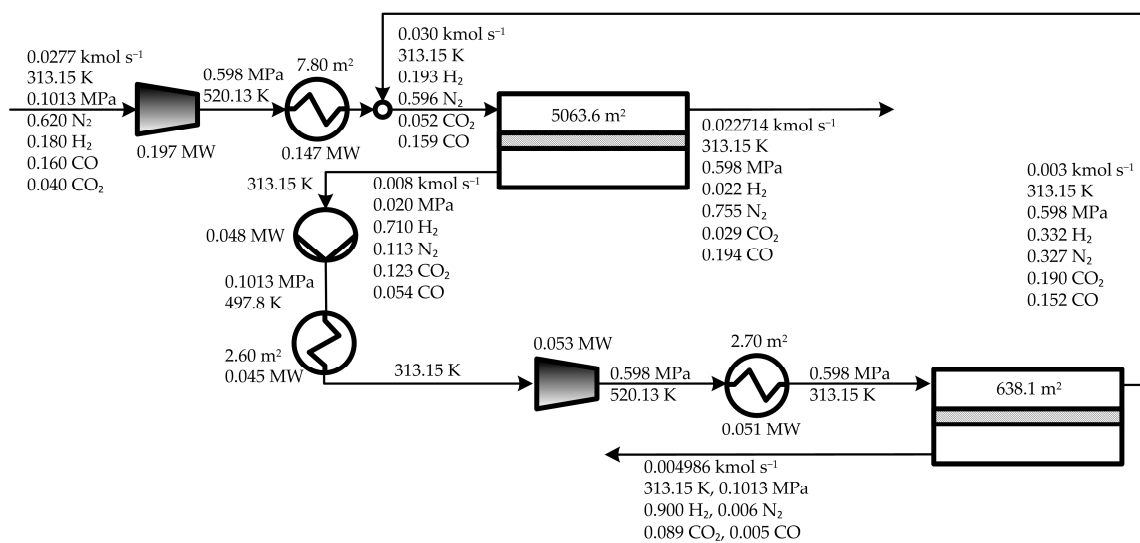 0.0277 kmol s⁻¹
313.15 K
0.1013 MPa
0.620 N₂
0.180 H₂
0.160 CO
0.040 CO₂
0.197 MW
0.598 MPa
520.13 K
7.80 m²
0.147 MW
0.030 kmol s⁻¹
313.15 K
0.193 H₂
0.596 N₂
0.052 CO₂
0.159 CO
5063.6 m²
0.022714 kmol s⁻¹
313.15 K
0.598 MPa
0.022 H₂
0.755 N₂
0.029 CO₂
0.194 CO
0.003 kmol s⁻¹
313.15 K
0.598 MPa
0.332 H₂
0.327 N₂
0.190 CO₂
0.152 CO
313.15 K
0.008 kmol s⁻¹
0.020 MPa
0.710 H₂
0.113 N₂
0.123 CO₂
0.054 CO
0.048 MW
0.1013 MPa
497.8 K
2.60 m²
0.045 MW
313.15 K
0.053 MW
0.598 MPa
520.13 K
2.70 m²
0.051 MW
0.598 MPa
313.15 K
638.1 m²
0.004986 kmol s⁻¹
313.15 K, 0.1013 MPa
0.900 H₂, 0.006 N₂
0.089 CO₂, 0.005 CO